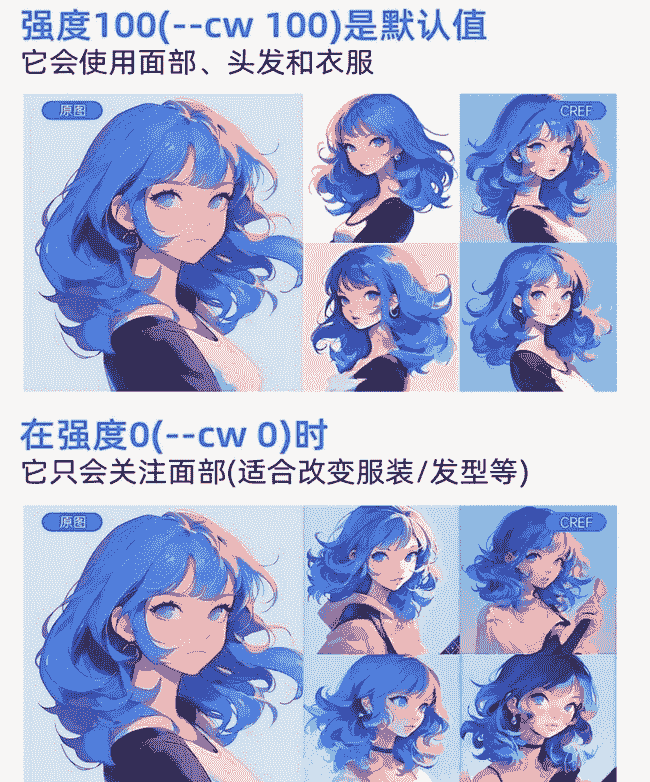 强度100(--cw 100)是默认值
它会使用面部、头发和衣服
原图
CREF
在强度0(--cw 0)时
它只会关注面部(适合改变服装/发型等)
原图
CREF